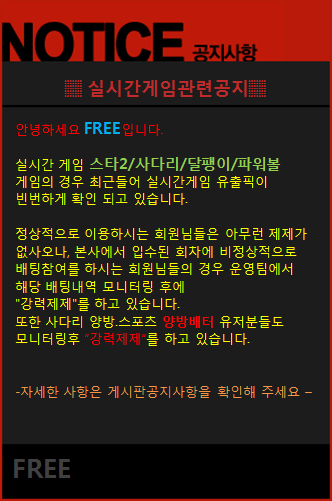 NOTICE 공지사항
▒ 실시간게임관련공지▒
안녕하세요 FREE입니다.
실시간 게임 스타2/사다리/달팽이/파워볼
게임의 경우 최근들어 실시간게임 유출픽이
빈번하게 확인 되고 있습니다.
정상적으로 이용하시는 회원님들은 아무런 제제가
없사오나, 본사에서 입수된 회차에 비정상적으로
배팅참여를 하시는 회원님들의 경우 운영팀에서
해당 배팅내역 모니터링 후에
"강력제제"를 하고 있습니다.
또한 사다리 양방.스포츠 양방배터 유저분들도
모니터링후 "강력제제"를 하고 있습니다.
-자세한 사항은 게시판공지사항을 확인해 주세요 –
FREE